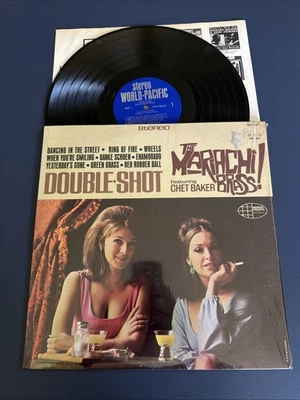 stereo
WORLD-PACIFIC
1
STEREO
DANCING IN THE STREET • RING OF FIRE • WHEELS
WHEN YOU'RE SMILING • DANKE SCHOEN • ENAMORADO
YESTERDAY'S GONE • GREEN GRASS • RED RUBBER BALL
DOUBLE-SHOT
THE
MARIACHI
BRASS!
Featuring
CHET BAKER